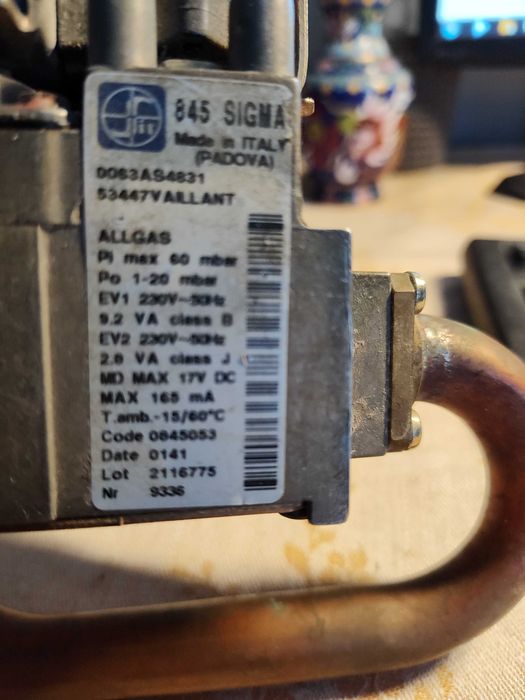 sit
845 SIGMA
Made in ITALY
(PADOVA)
0063AS4831
53447VAILLANT
ALLGAS
Pi max 60 mbar
Po 1-20 mbar
EV1 230V~50Hz
9.2 VA class B
EV2 230V~50Hz
2.0 VA class J
MD MAX 17V DC
MAX 165 mA
T.amb.-15/60°C
Code 0845053
Date 0141
Lot 2116775
Nr 9336